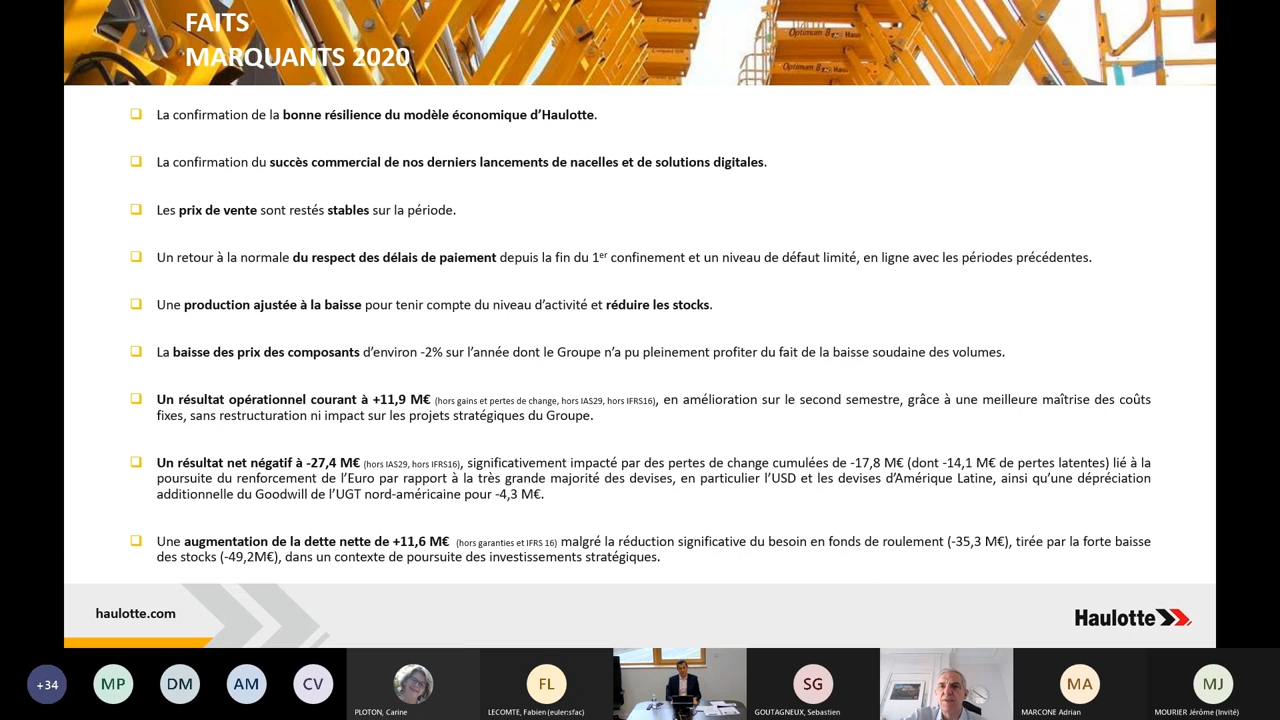 FAITS
MARQUANTS 2020
Compact 10N
Optimum 8 Haulo
Optimum 8 Haulo
La confirmation de la bonne résilience du modèle économique d’Haulotte.
La confirmation du succès commercial de nos derniers lancements de nacelles et de solutions digitales.
Les prix de vente sont restés stables sur la période.
Un retour à la normale du respect des délais de paiement depuis la fin du 1er confinement et un niveau de défaut limité, en ligne avec les périodes précédentes.
Une production ajustée à la baisse pour tenir compte du niveau d’activité et réduire les stocks.
La baisse des prix des composants d’environ -2% sur l’année dont le Groupe n’a pu pleinement profiter du fait de la baisse soudaine des volumes.
Un résultat opérationnel courant à +11,9 M€ (hors gains et pertes de change, hors IAS29, hors IFRS16), en amélioration sur le second semestre, grâce à une meilleure maîtrise des coûts
fixes, sans restructuration ni impact sur les projets stratégiques du Groupe.
Un résultat net négatif à -27,4 M€ (hors IAS29, hors IFRS16), significativement impacté par des pertes de change cumulées de -17,8 M€ (dont -14,1 M€ de pertes latentes) lié à la
poursuite du renforcement de l’Euro par rapport à la très grande majorité des devises, en particulier l’USD et les devises d’Amérique Latine, ainsi qu’une dépréciation
additionnelle du Goodwill de l’UGT nord-américaine pour -4,3 M€.
Une augmentation de la dette nette de +11,6 M€ (hors garanties et IFRS 16) malgré la réduction significative du besoin en fonds de roulement (-35,3 M€), tirée par la forte baisse
des stocks (-49,2M€), dans un contexte de poursuite des investissements stratégiques.
haulotte.com
Haulotte
+34
MP
DM
AM
CV
FL
SG
MA
MJ
PLOTON, Carine
LECOMTE, Fabien (eulersfac)
GOUTAGNEUX, Sebastien
MARCONE Adrian
MOURIER Jérôme (Invité)